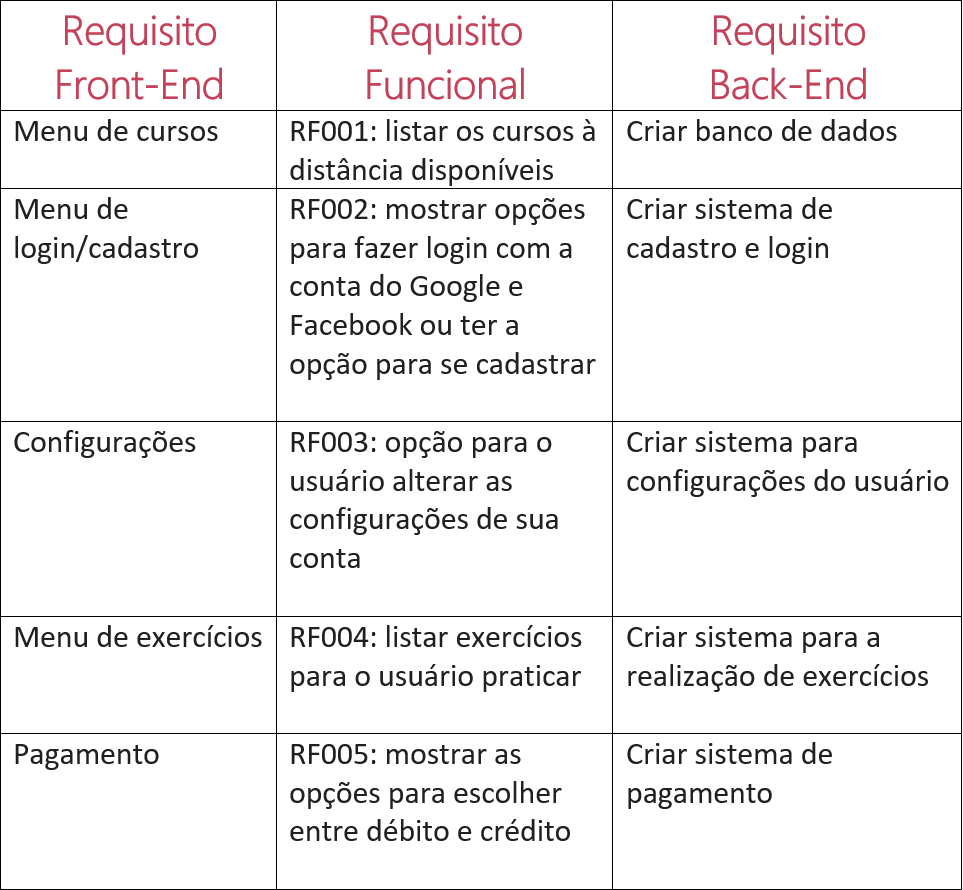 Requisito
Front-End
Requisito
Funcional
Requisito
Back-End
Menu de cursos
RF001: listar os cursos à
distância disponíveis
Criar banco de dados
Menu de
login/cadastro
RF002: mostrar opções
para fazer login com a
conta do Google e
Facebook ou ter a
opção para se cadastrar
Criar sistema de
cadastro e login
Configurações
RF003: opção para o
usuário alterar as
configurações de sua
conta
Criar sistema para
configurações do usuário
Menu de exercícios
RF004: listar exercícios
para o usuário praticar
Criar sistema para a
realização de exercícios
Pagamento
RF005: mostrar as
opções para escolher
entre débito e crédito
Criar sistema de
pagamento